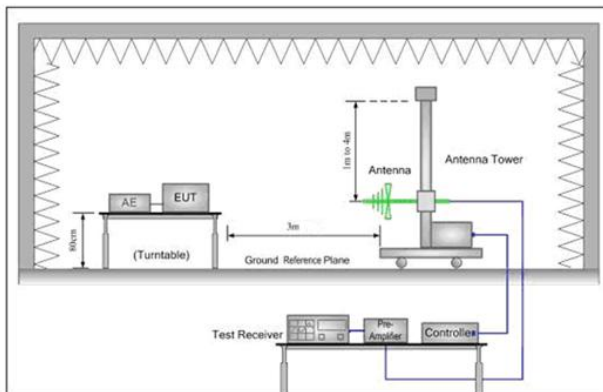 1m to 4m
Antenna
Antenna Tower
AE
EUT
80cm
(Turntable)
3m
Ground Reference Plane
Test Receiver
Pre-
Amplifier
Controller